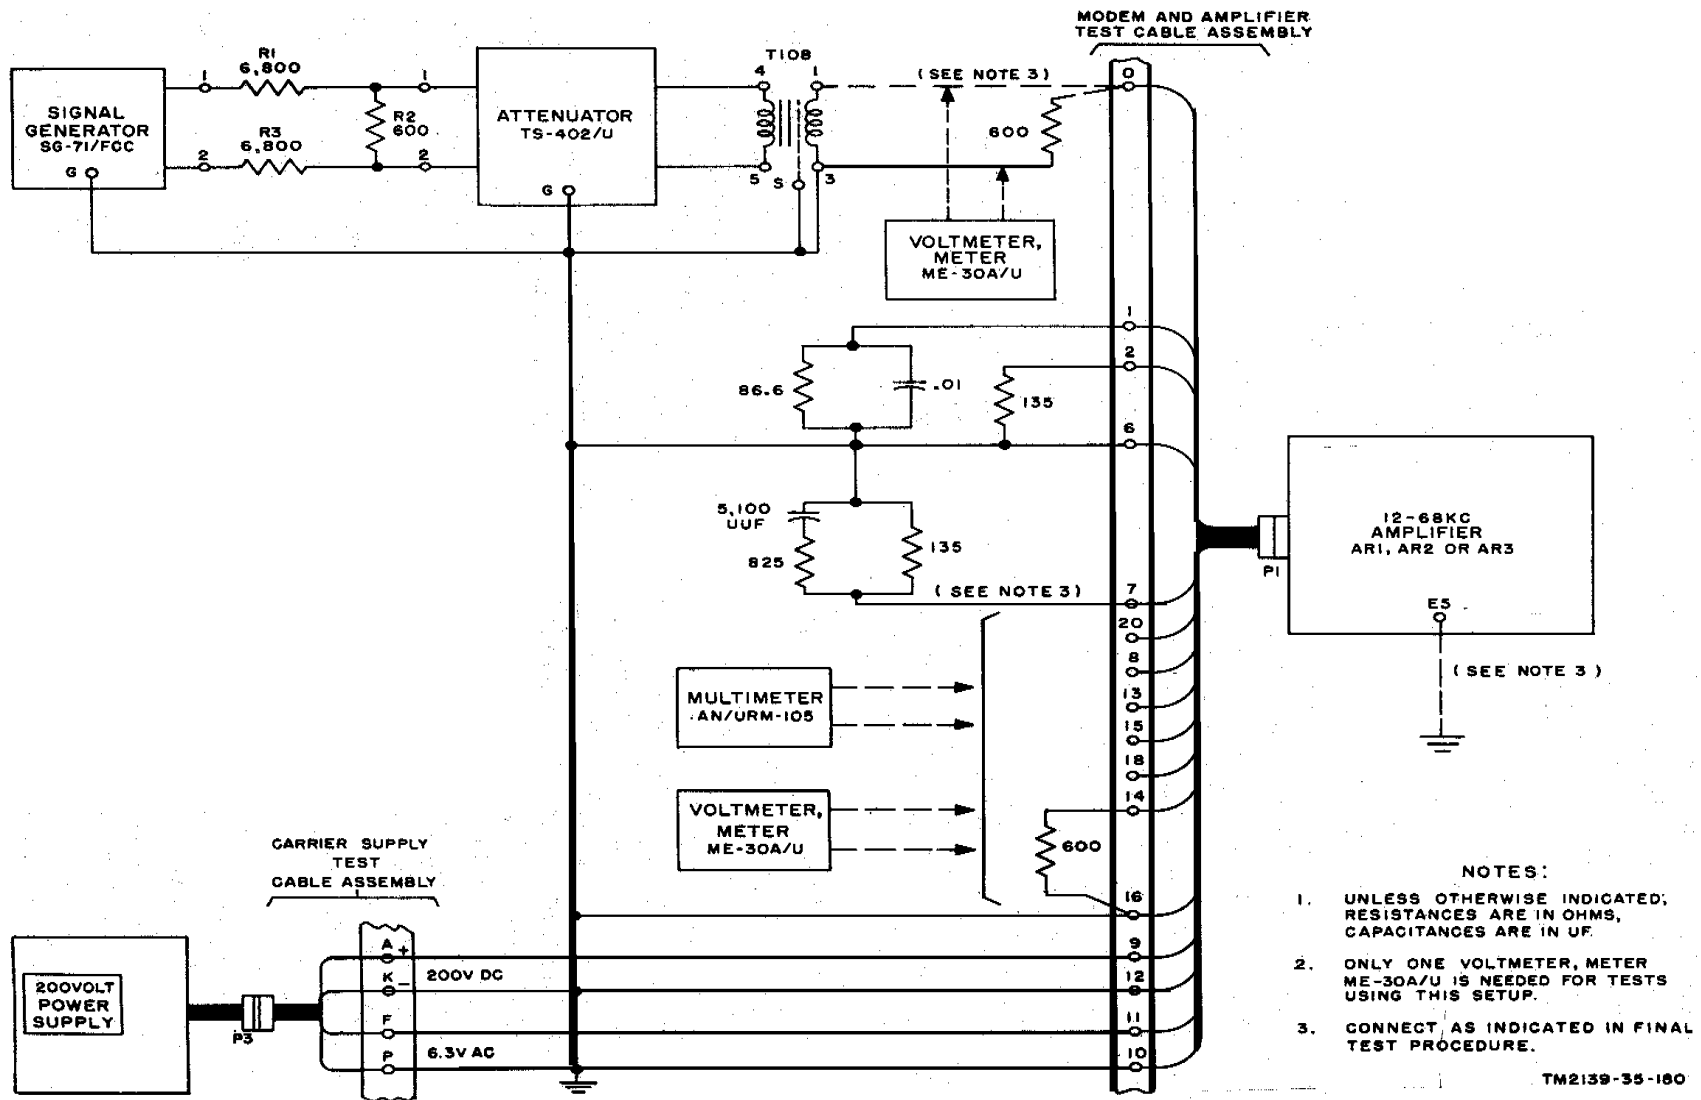 MODEM AND AMPLIFIER
TEST CABLE ASSEMBLY
SIGNAL
GENERATOR
SG-71/FCC
G
1
2
R1
6,800
R3
6,800
R2
600
1
2
ATTENUATOR
TS-402/U
G
T108
4
1
5
S
3
(SEE NOTE 3)
600
0
VOLTMETER,
METER
ME-30A/U
1
2
86.6
.01
135
6
5,100
UUF
825
135
(SEE NOTE 3)
7
20
8
13
15
18
14
600
16
9
12
11
10
MULTIMETER
AN/URM-105
VOLTMETER,
METER
ME-30A/U
12-68KC
AMPLIFIER
AR1, AR2 OR AR3
P1
E5
(SEE NOTE 3)
CARRIER SUPPLY
TEST
CABLE ASSEMBLY
200VOLT
POWER
SUPPLY
P3
A +
K -
F
P
200V DC
6.3V AC
NOTES:
1. UNLESS OTHERWISE INDICATED,
RESISTANCES ARE IN OHMS,
CAPACITANCES ARE IN UF.
2. ONLY ONE VOLTMETER, METER
ME-30A/U IS NEEDED FOR TESTS
USING THIS SETUP.
3. CONNECT AS INDICATED IN FINAL
TEST PROCEDURE.
TM2139-35-180